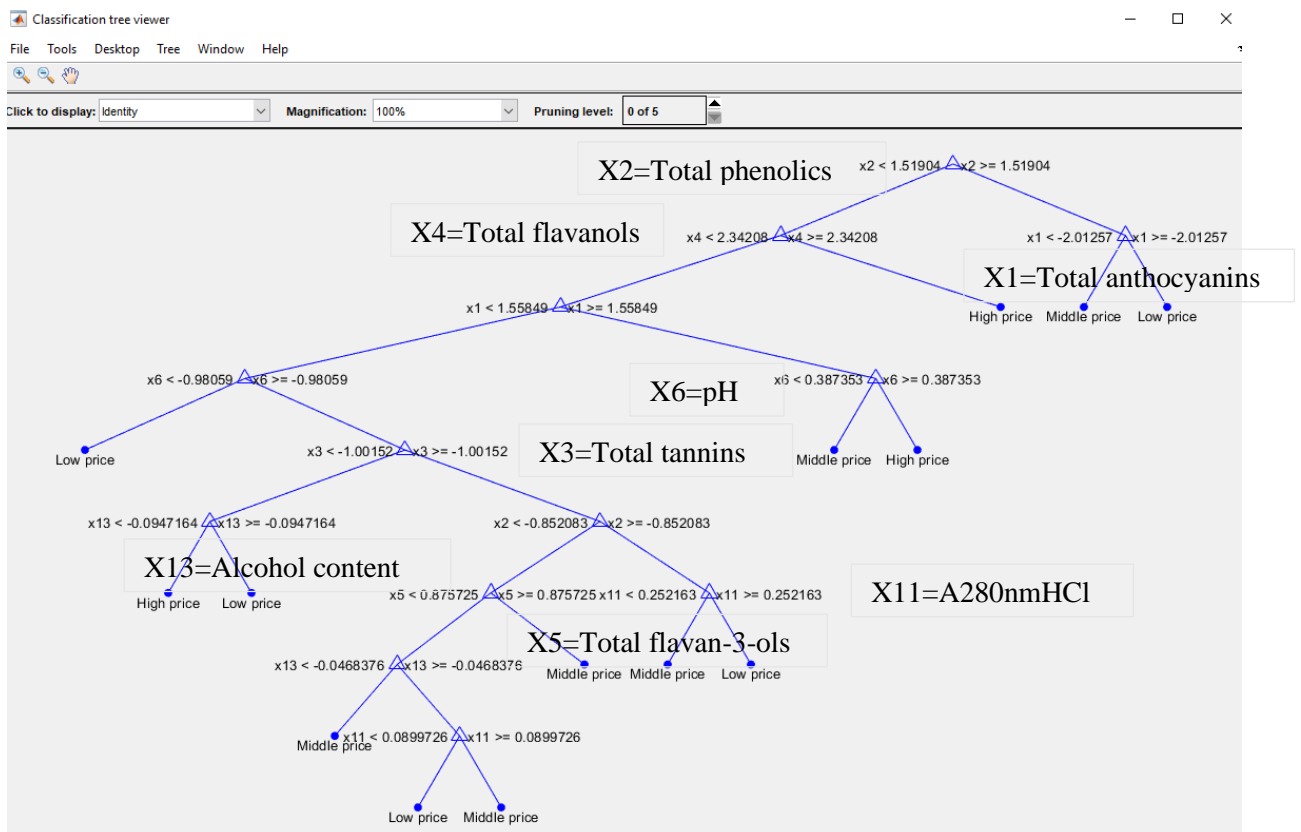 Classification tree viewer
File Tools Desktop Tree Window Help
Click to display: Identity Magnification: 100% Pruning level: 0 of 5
X2=Total phenolics
x2 < 1.51904 x2 >= 1.51904
X4=Total flavanols
x4 < 2.34208 x4 >= 2.34208
x1 < -2.01257 x1 >= -2.01257
X1=Total anthocyanins
x1 < 1.55849 x1 >= 1.55849
High price Middle price Low price
x6 < -0.98059 x6 >= -0.98059
X6=pH
x6 < 0.387353 x6 >= 0.387353
Low price
x3 < -1.00152 x3 >= -1.00152
X3=Total tannins
Middle price High price
x13 < -0.0947164 x13 >= -0.0947164
x2 < -0.852083 x2 >= -0.852083
X13=Alcohol content
High price Low price
x5 < 0.875725 x5 >= 0.875725 x11 < 0.252163 x11 >= 0.252163
X11=A280nmHCl
X5=Total flavan-3-ols
x13 < -0.0468376 x13 >= -0.0468376
Middle price Middle price Low price
Middle price x11 < 0.0899726 x11 >= 0.0899726
Low price Middle price